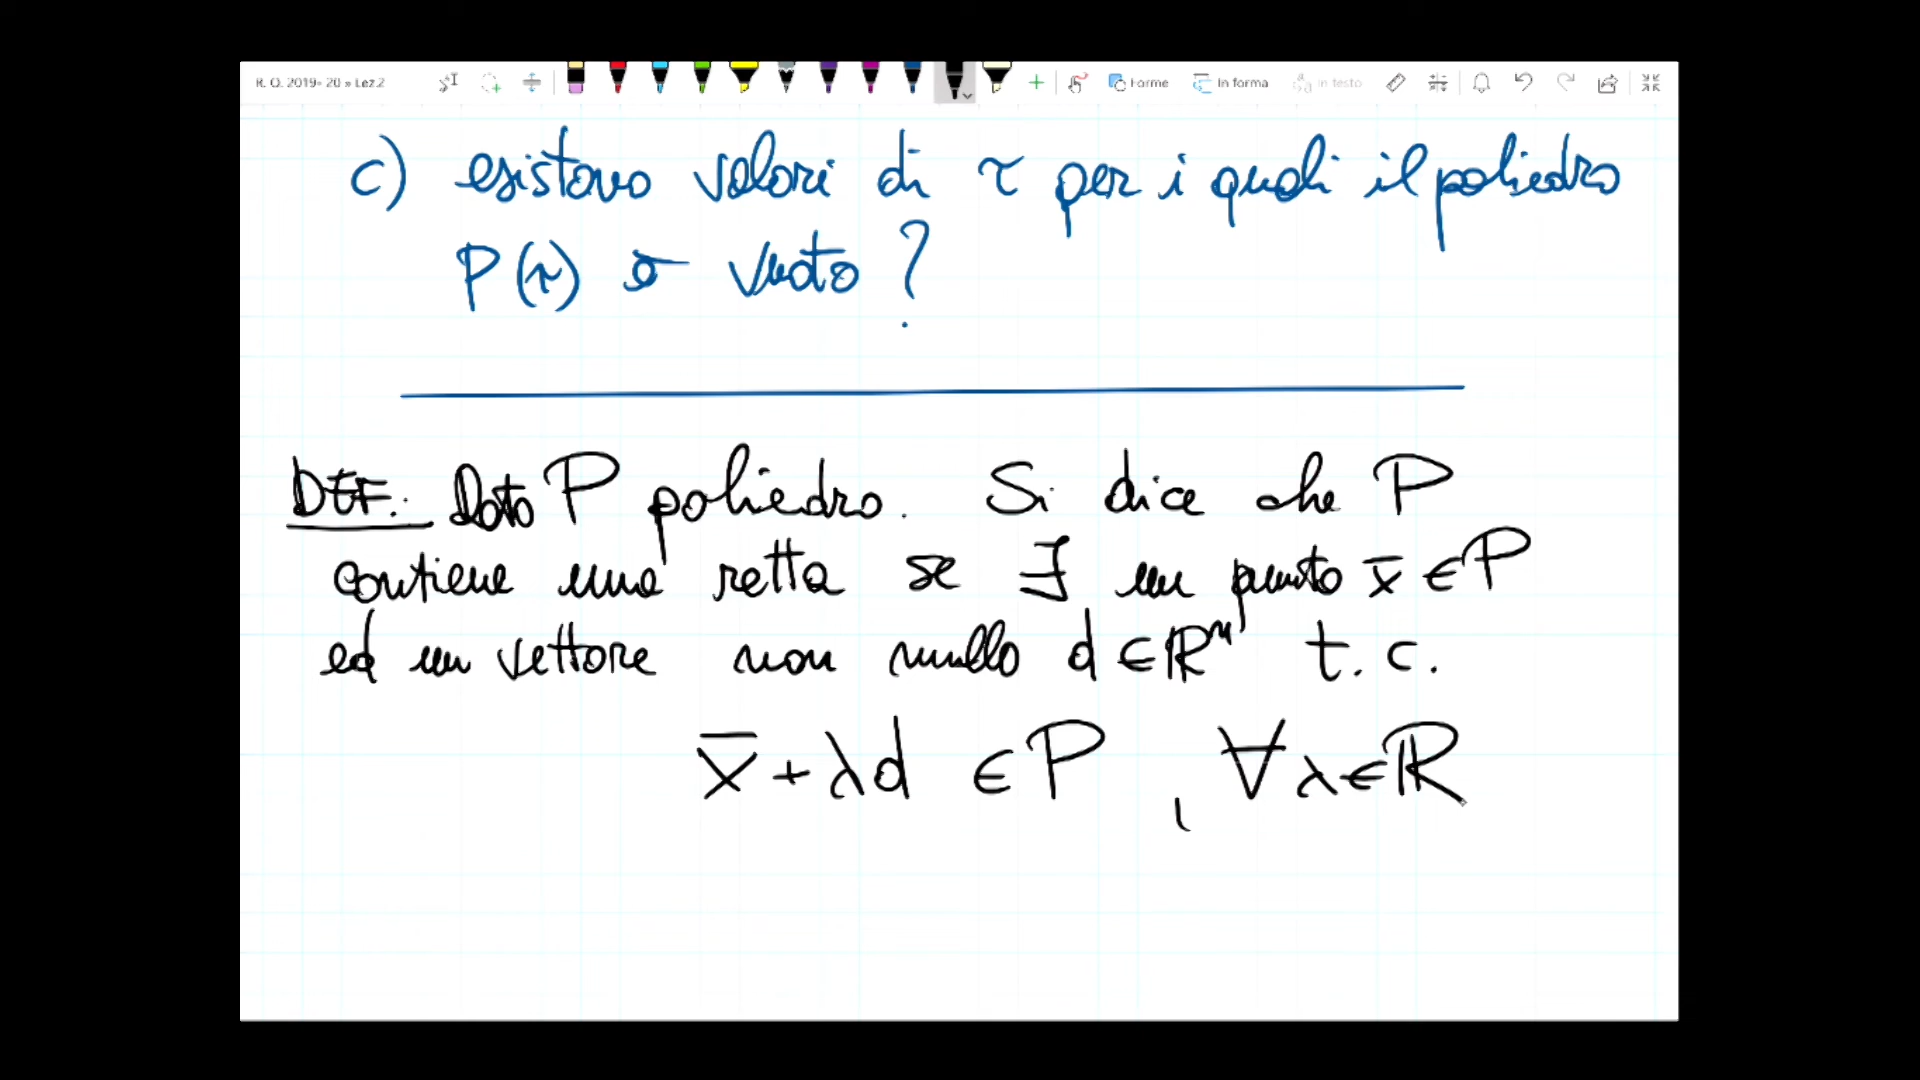 R. O. 2019- 20 » Lez.2 Forme In forma in testo
c) esistono valori di τ per i quali il poliedro
P(τ) è vuoto ?
DEF: Dato P poliedro. Si dice che P
contiene una retta se ∃ un punto x̄ ∈ P
ed un vettore non nullo d ∈ ℝⁿ t.c.
x̄ + λd ∈ P , ∀ λ ∈ ℝ